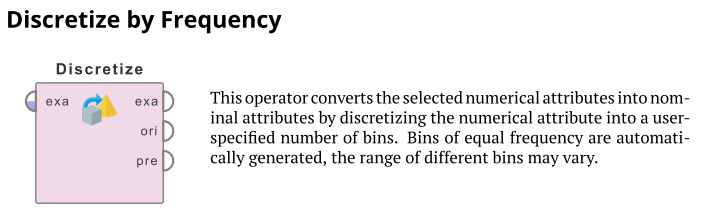 Discretize by Frequency
Discretize
exa exa
ori
pre
This operator converts the selected numerical attributes into nom-
inal attributes by discretizing the numerical attribute into a user-
specified number of bins. Bins of equal frequency are automati-
cally generated, the range of different bins may vary.